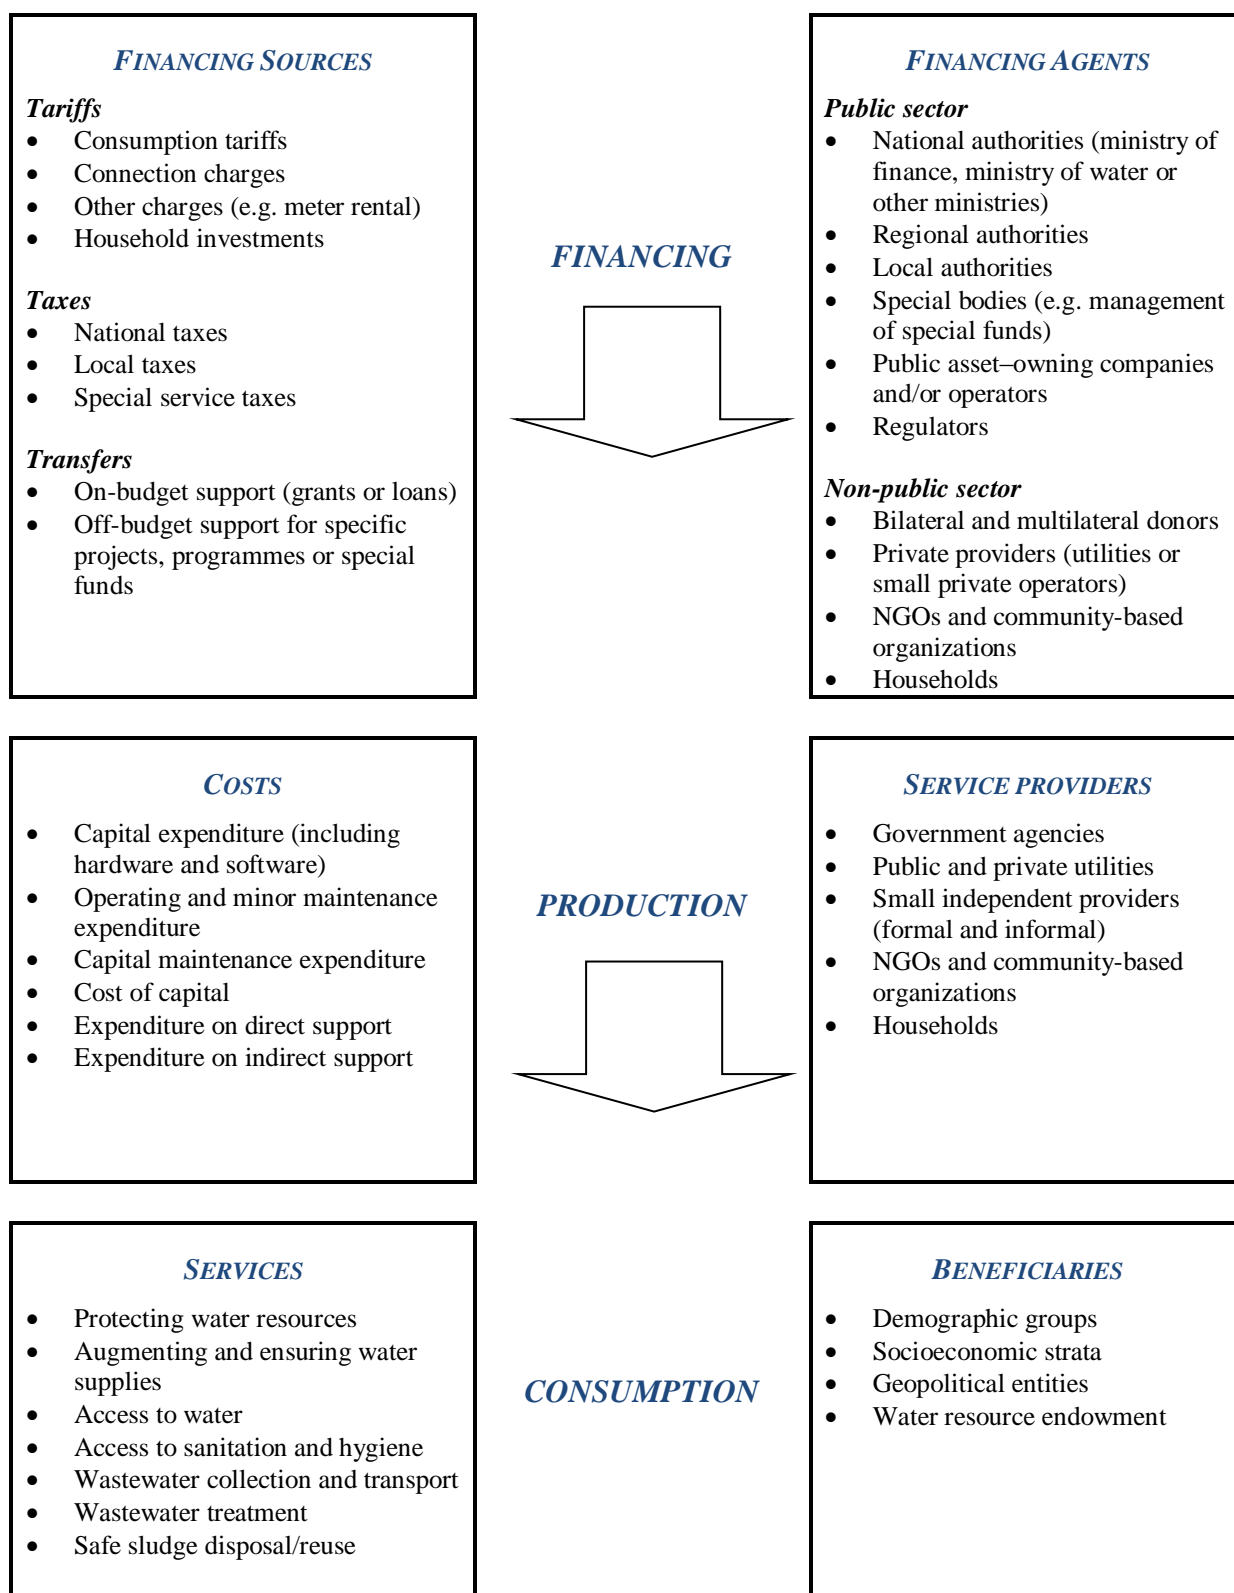 FINANCING SOURCES
Tariffs
• Consumption tariffs
• Connection charges
• Other charges (e.g. meter rental)
• Household investments
Taxes
• National taxes
• Local taxes
• Special service taxes
Transfers
• On-budget support (grants or loans)
• Off-budget support for specific
projects, programmes or special
funds
FINANCING
FINANCING AGENTS
Public sector
• National authorities (ministry of
finance, ministry of water or
other ministries)
• Regional authorities
• Local authorities
• Special bodies (e.g. management
of special funds)
• Public asset–owning companies
and/or operators
• Regulators
Non-public sector
• Bilateral and multilateral donors
• Private providers (utilities or
small private operators)
• NGOs and community-based
organizations
• Households
COSTS
• Capital expenditure (including
hardware and software)
• Operating and minor maintenance
expenditure
• Capital maintenance expenditure
• Cost of capital
• Expenditure on direct support
• Expenditure on indirect support
PRODUCTION
SERVICE PROVIDERS
• Government agencies
• Public and private utilities
• Small independent providers
(formal and informal)
• NGOs and community-based
organizations
• Households
SERVICES
• Protecting water resources
• Augmenting and ensuring water
supplies
• Access to water
• Access to sanitation and hygiene
• Wastewater collection and transport
• Wastewater treatment
• Safe sludge disposal/reuse
CONSUMPTION
BENEFICIARIES
• Demographic groups
• Socioeconomic strata
• Geopolitical entities
• Water resource endowment